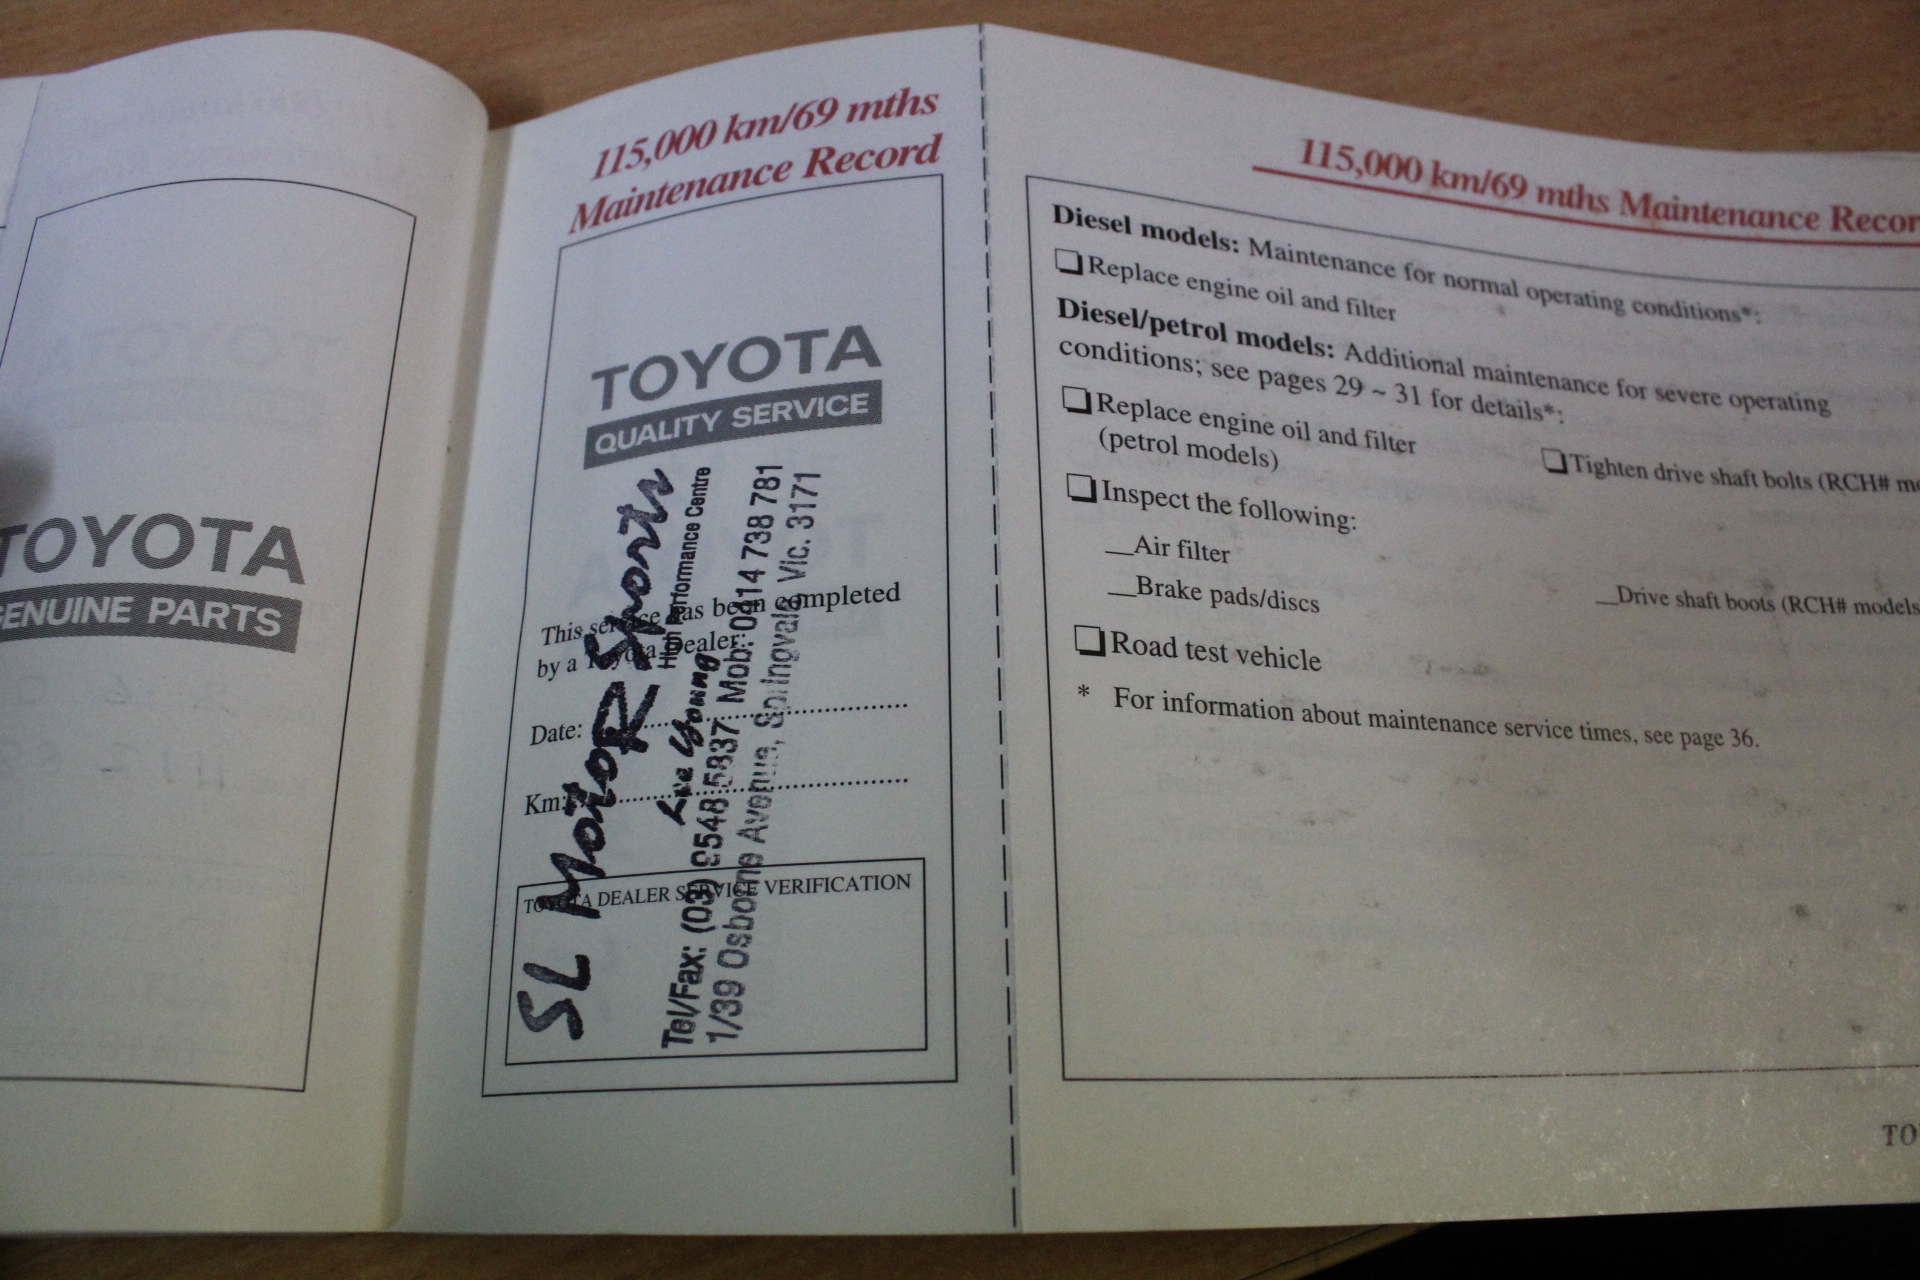 TOYOTA
GENUINE PARTS
115,000 km/69 mths
Maintenance Record
TOYOTA
QUALITY SERVICE
This service has been completed
by a Toyota Dealer:
Date:
Km:
TOYOTA DEALER SERVICE VERIFICATION
SL MotoR Sports
High Performance Centre
Lee Young
Tel/Fax: (03) 9548 5837 Mob: 0414 738 781
1/39 Osborne Avenue, Springvale, Vic. 3171
115,000 km/69 mths Maintenance Recor
Diesel models: Maintenance for normal operating conditions*:
Replace engine oil and filter
Diesel/petrol models: Additional maintenance for severe operating
conditions; see pages 29 ~ 31 for details*:
Replace engine oil and filter
(petrol models)
Tighten drive shaft bolts (RCH# mo
Inspect the following:
Air filter
Brake pads/discs
Drive shaft boots (RCH# models
Road test vehicle
* For information about maintenance service times, see page 36.
TO